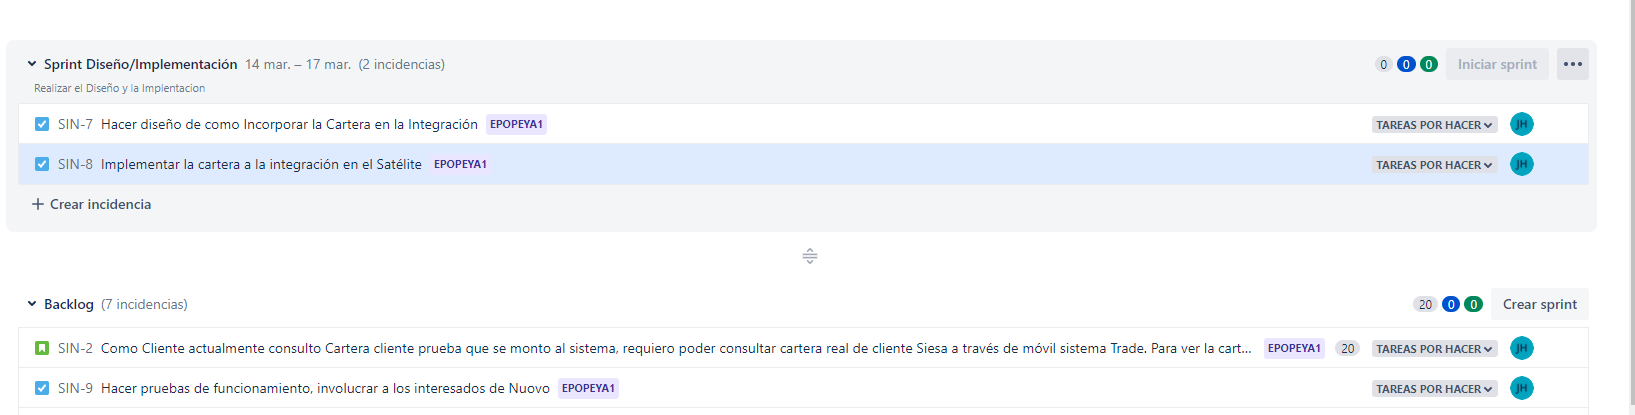 Sprint Diseño/Implementación 14 mar. – 17 mar. (2 incidencias) 0 0 0 Iniciar sprint
Realizar el Diseño y la Implentacion
SIN-7 Hacer diseño de como Incorporar la Cartera en la Integración EPOPEYA1 TAREAS POR HACER JH
SIN-8 Implementar la cartera a la integración en el Satélite EPOPEYA1 TAREAS POR HACER JH
+ Crear incidencia
Backlog (7 incidencias) 20 0 0 Crear sprint
SIN-2 Como Cliente actualmente consulto Cartera cliente prueba que se monto al sistema, requiero poder consultar cartera real de cliente Siesa a través de móvil sistema Trade. Para ver la cart... EPOPEYA1 20 TAREAS POR HACER JH
SIN-9 Hacer pruebas de funcionamiento, involucrar a los interesados de Nuovo EPOPEYA1 TAREAS POR HACER JH